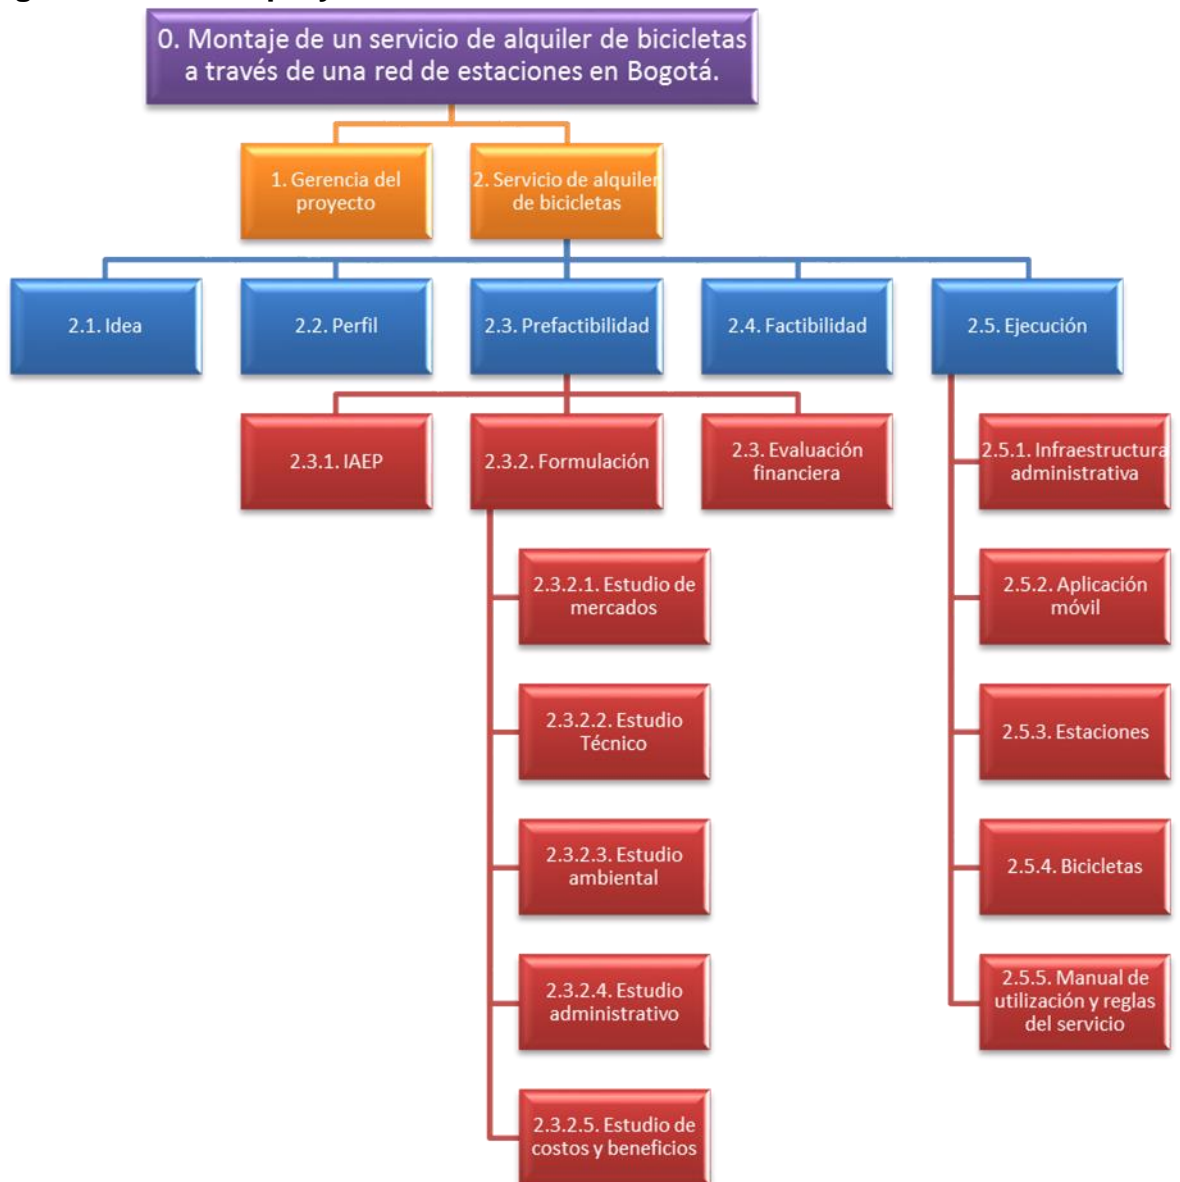 0. Montaje de un servicio de alquiler de bicicletas
a través de una red de estaciones en Bogotá.
1. Gerencia del
proyecto
2. Servicio de alquiler
de bicicletas
2.1. Idea
2.2. Perfil
2.3. Prefactibilidad
2.4. Factibilidad
2.5. Ejecución
2.3.1. IAEP
2.3.2. Formulación
2.3. Evaluación
financiera
2.3.2.1. Estudio de
mercados
2.3.2.2. Estudio
Técnico
2.3.2.3. Estudio
ambiental
2.3.2.4. Estudio
administrativo
2.3.2.5. Estudio de
costos y beneficios
2.5.1. Infraestructura
administrativa
2.5.2. Aplicación
móvil
2.5.3. Estaciones
2.5.4. Bicicletas
2.5.5. Manual de
utilización y reglas
del servicio